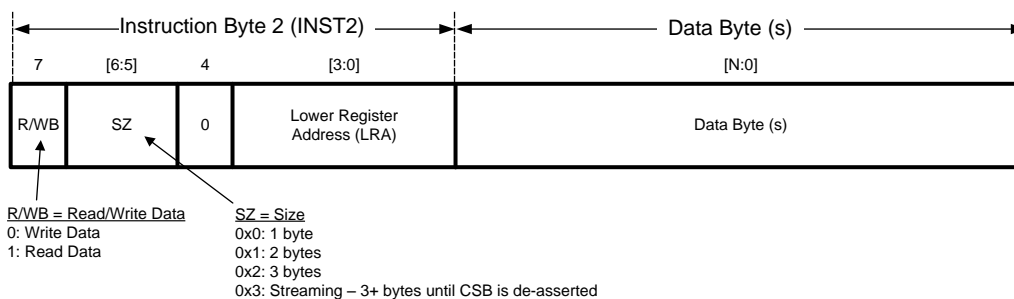 Instruction Byte 2 (INST2) Data Byte (s)
7 [6:5] 4 [3:0] [N:0]
R/WB SZ 0 Lower Register Address (LRA) Data Byte (s)
R/WB = Read/Write Data
0: Write Data
1: Read Data
SZ = Size
0x0: 1 byte
0x1: 2 bytes
0x2: 3 bytes
0x3: Streaming – 3+ bytes until CSB is de-asserted